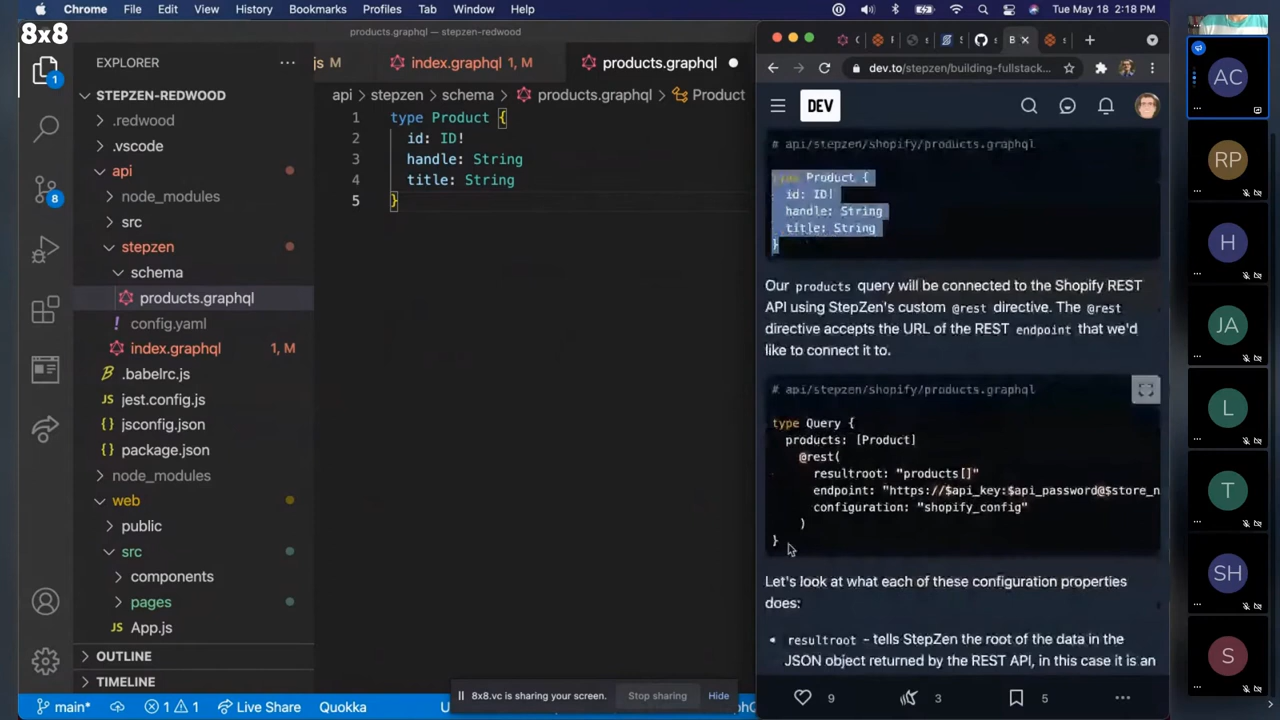 Chrome File Edit View History Bookmarks Profiles Tab Window Help
Tue May 18 2:18 PM
8x8
products.graphql — stepzen-redwood
EXPLORER
STEPZEN-REDWOOD
.redwood
.vscode
api
node_modules
src
stepzen
schema
products.graphql
config.yaml
index.graphql 1, M
.babelrc.js
jest.config.js
jsconfig.json
package.json
node_modules
web
public
src
components
pages
App.js
OUTLINE
TIMELINE
1
8
js M
index.graphql 1, M
products.graphql
api > stepzen > schema > products.graphql > Product
1 type Product {
2 id: ID!
3 handle: String
4 title: String
5 }
main*
1 1
Live Share
Quokka
8x8.vc is sharing your screen.
Stop sharing
Hide
dev.to/stepzen/building-fullstack...
DEV
# api/stepzen/shopify/products.graphql
type Product {
id: ID!
handle: String
title: String
}
Our products query will be connected to the Shopify REST
API using StepZen's custom @rest directive. The @rest
directive accepts the URL of the REST endpoint that we'd
like to connect it to.
# api/stepzen/shopify/products.graphql
type Query {
products: [Product]
@rest(
resultroot: "products[]"
endpoint: "https://$api_key:$api_password@$store_n
configuration: "shopify_config"
)
}
Let's look at what each of these configuration properties
does:
• resultroot – tells StepZen the root of the data in the
JSON object returned by the REST API, in this case it is an
9
3
5
AC
RP
H
JA
L
T
SH
S